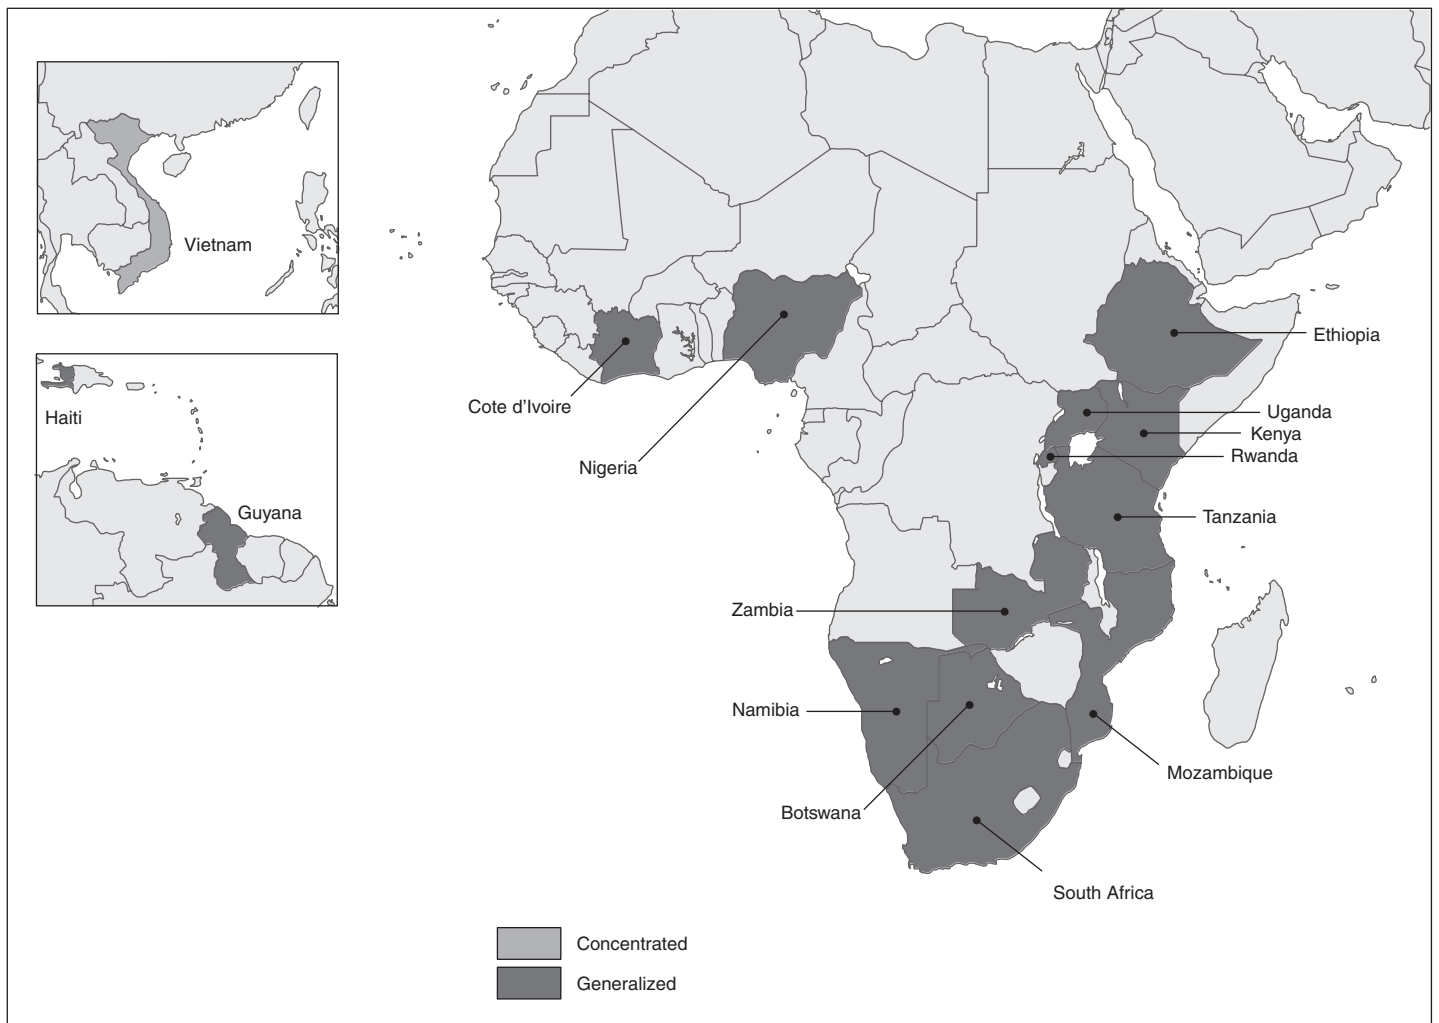 Vietnam
Haiti
Guyana
Cote d'Ivoire
Nigeria
Ethiopia
Uganda
Kenya
Rwanda
Tanzania
Zambia
Namibia
Mozambique
Botswana
South Africa
Concentrated
Generalized